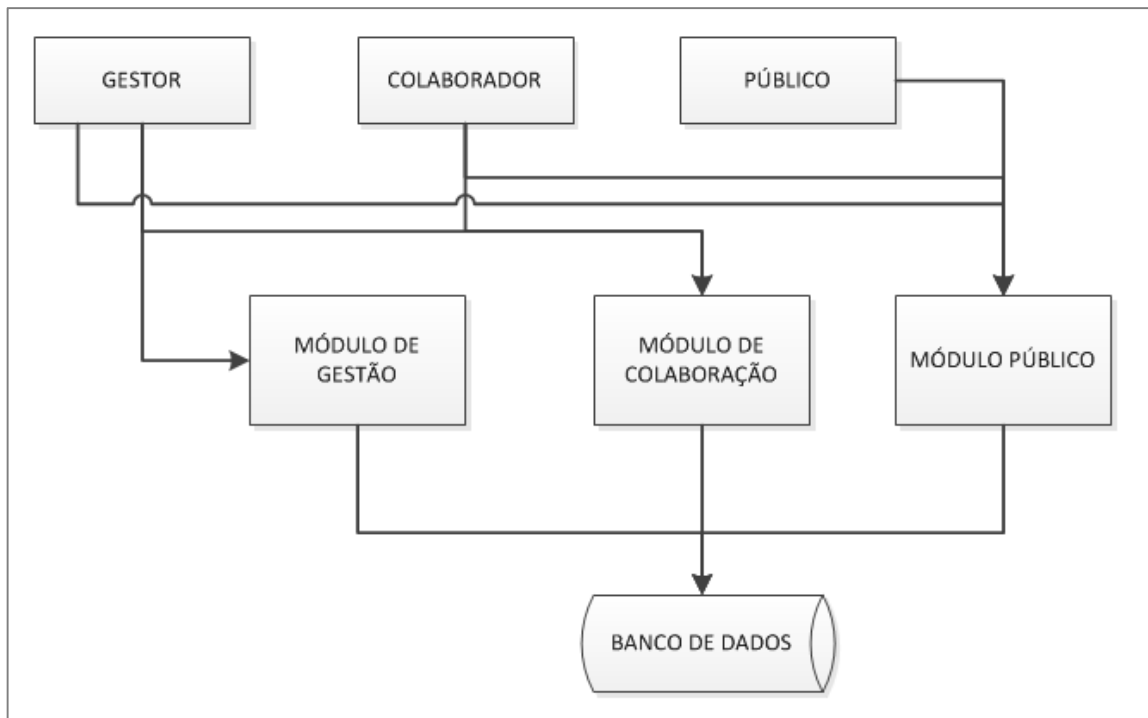 GESTOR
COLABORADOR
PÚBLICO
MÓDULO DE
GESTÃO
MÓDULO DE
COLABORAÇÃO
MÓDULO PÚBLICO
BANCO DE DADOS